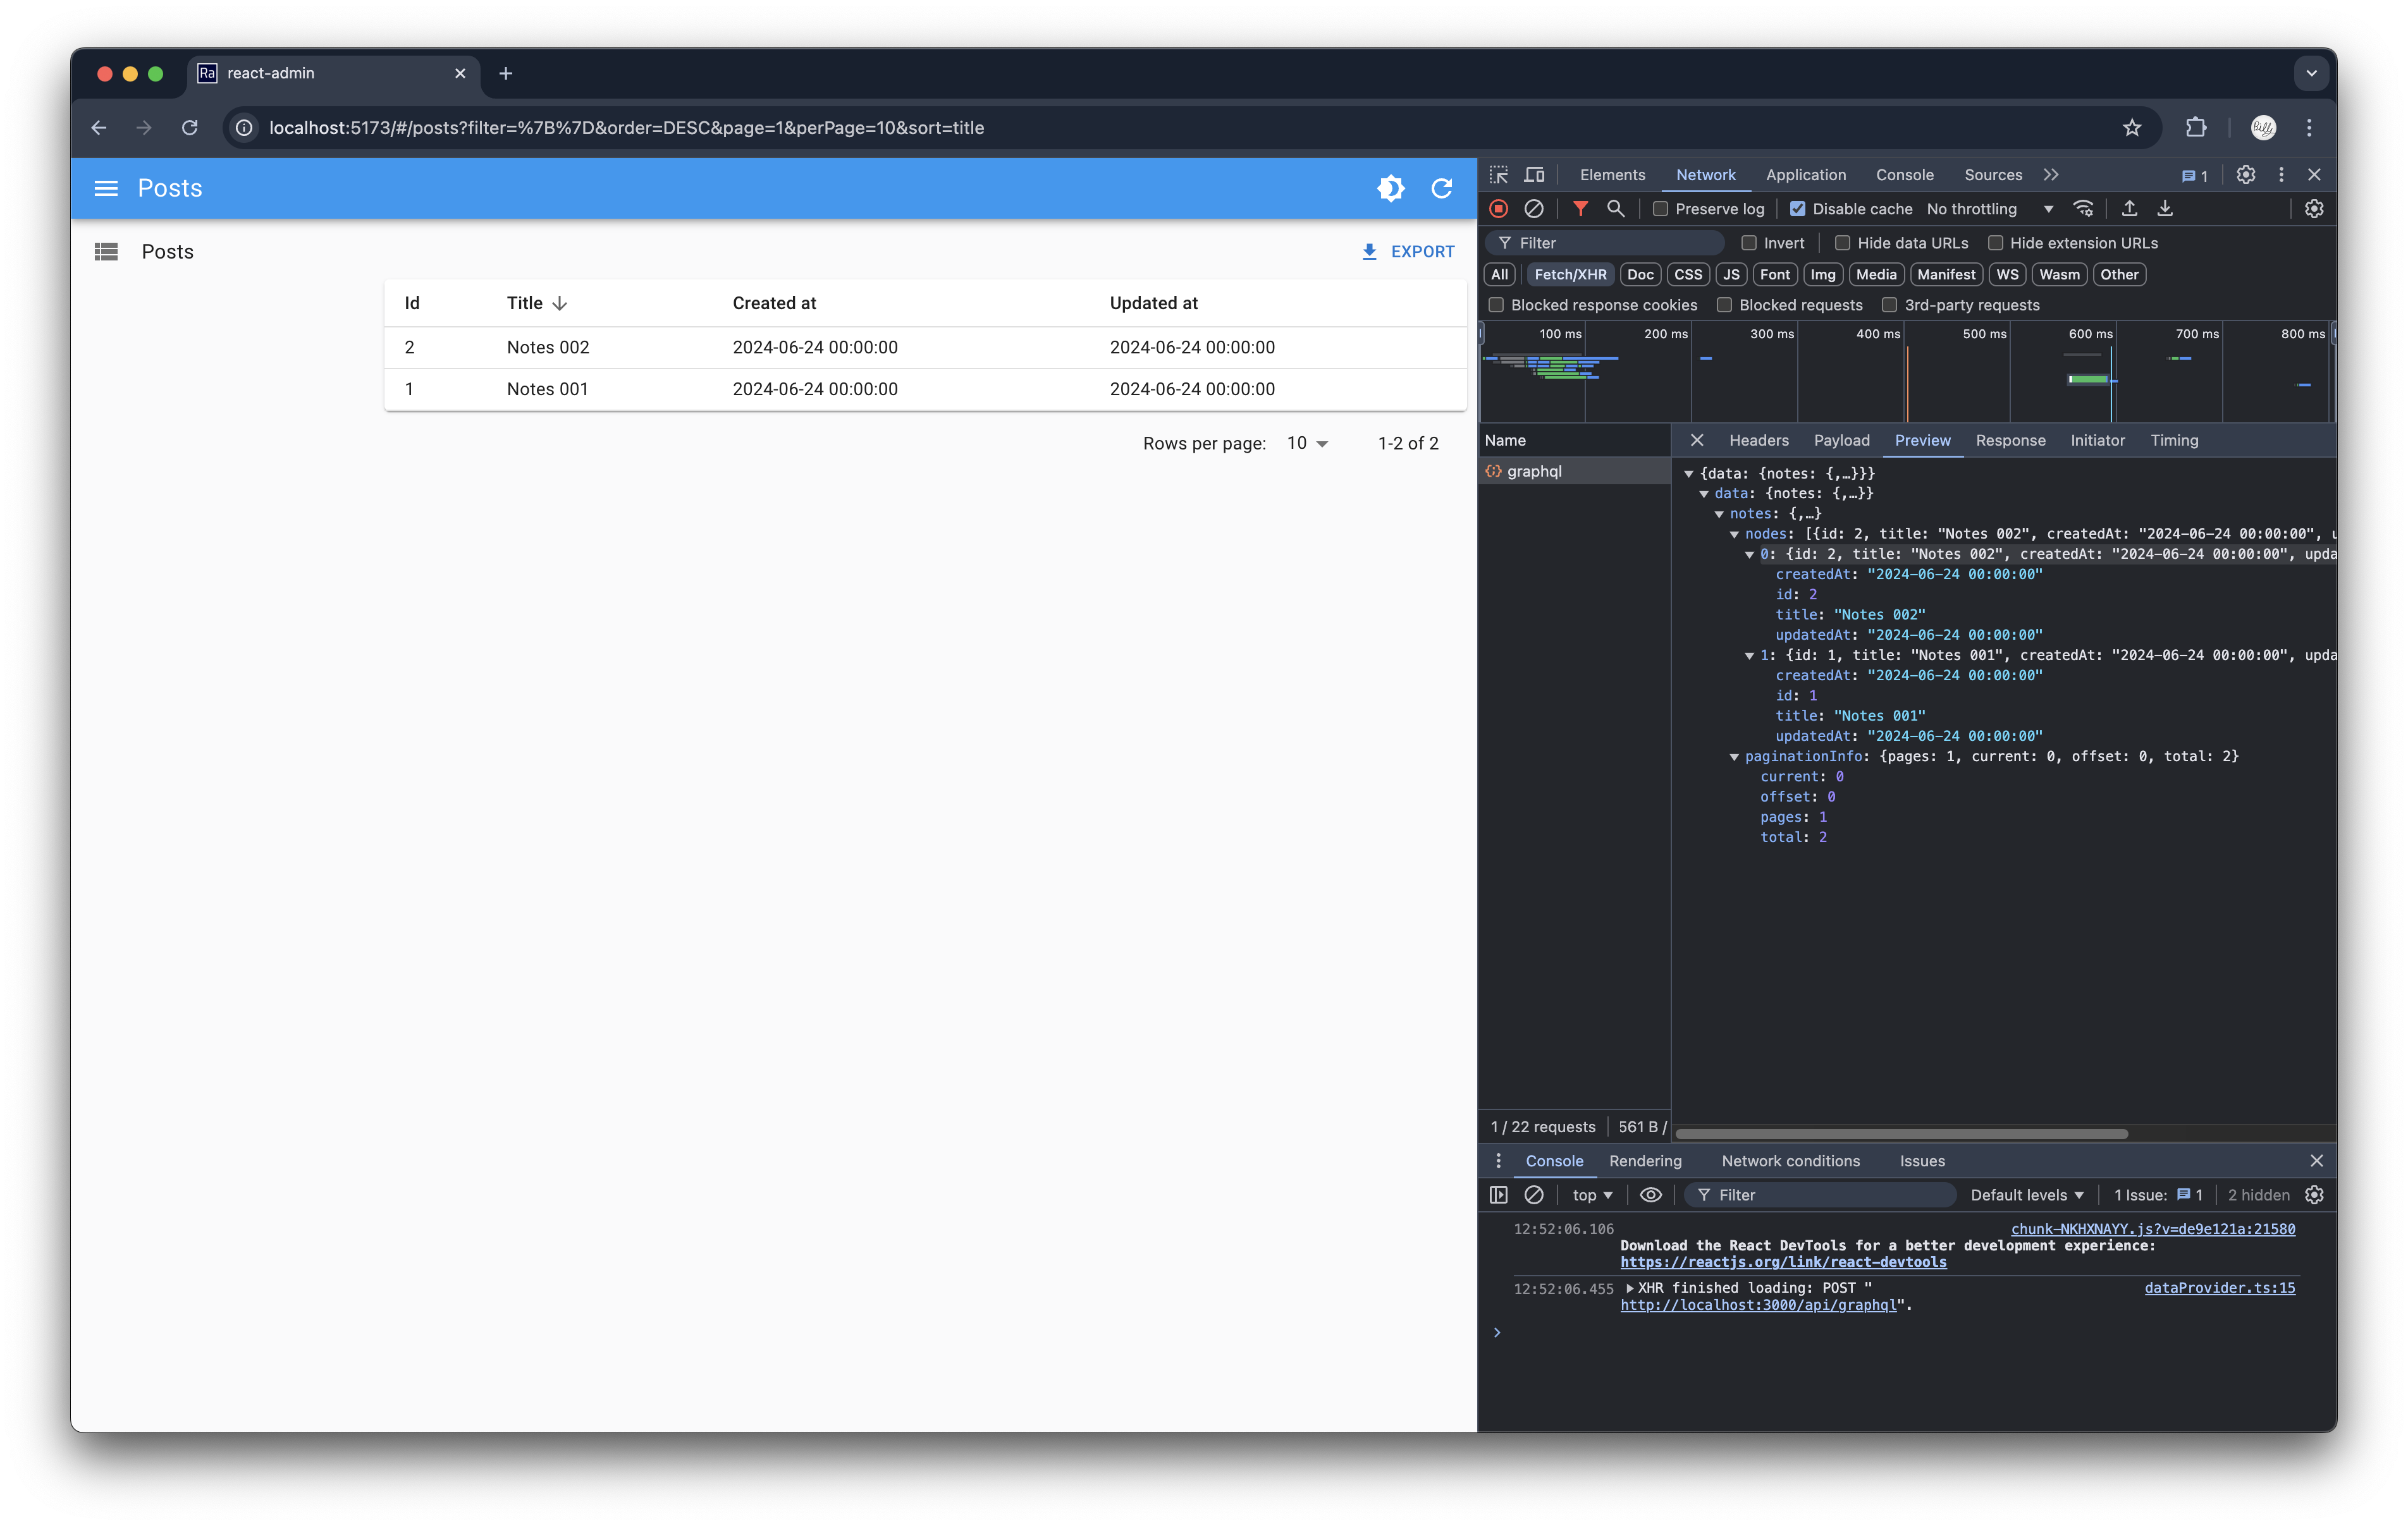 Ra react-admin
localhost:5173/#/posts?filter=%7B%7D&order=DESC&page=1&perPage=10&sort=title
Billy
Posts
Posts
EXPORT
Id Title Created at Updated at
2 Notes 002 2024-06-24 00:00:00 2024-06-24 00:00:00
1 Notes 001 2024-06-24 00:00:00 2024-06-24 00:00:00
Rows per page: 10 1-2 of 2
Elements Network Application Console Sources 1
Preserve log Disable cache No throttling
Filter Invert Hide data URLs Hide extension URLs
All Fetch/XHR Doc CSS JS Font Img Media Manifest WS Wasm Other
Blocked response cookies Blocked requests 3rd-party requests
100 ms 200 ms 300 ms 400 ms 500 ms 600 ms 700 ms 800 ms
Name
graphql
1 / 22 requests 561 B /
Headers Payload Preview Response Initiator Timing
{data: {notes: {,…}}}
data: {notes: {,…}}
notes: {,…}
nodes: [{id: 2, title: "Notes 002", createdAt: "2024-06-24 00:00:00", u
0: {id: 2, title: "Notes 002", createdAt: "2024-06-24 00:00:00", upda
createdAt: "2024-06-24 00:00:00"
id: 2
title: "Notes 002"
updatedAt: "2024-06-24 00:00:00"
1: {id: 1, title: "Notes 001", createdAt: "2024-06-24 00:00:00", upda
createdAt: "2024-06-24 00:00:00"
id: 1
title: "Notes 001"
updatedAt: "2024-06-24 00:00:00"
paginationInfo: {pages: 1, current: 0, offset: 0, total: 2}
current: 0
offset: 0
pages: 1
total: 2
Console Rendering Network conditions Issues
top Filter Default levels 1 Issue: 1 2 hidden
12:52:06.106 chunk-NKHXNAYY.js?v=de9e121a:21580
Download the React DevTools for a better development experience:
https://reactjs.org/link/react-devtools
12:52:06.455 XHR finished loading: POST " dataProvider.ts:15
http://localhost:3000/api/graphql".